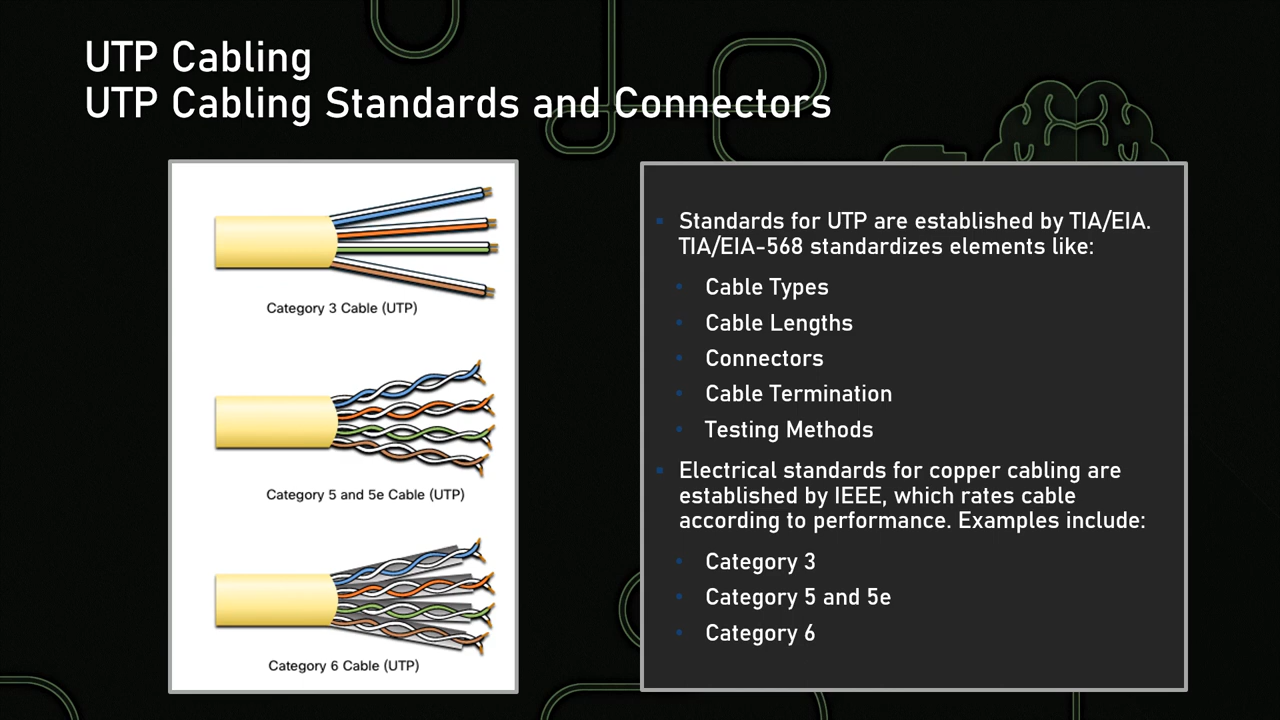 UTP Cabling
UTP Cabling Standards and Connectors
Category 3 Cable (UTP)
Category 5 and 5e Cable (UTP)
Category 6 Cable (UTP)
Standards for UTP are established by TIA/EIA.
TIA/EIA-568 standardizes elements like:
Cable Types
Cable Lengths
Connectors
Cable Termination
Testing Methods
Electrical standards for copper cabling are
established by IEEE, which rates cable
according to performance. Examples include:
Category 3
Category 5 and 5e
Category 6